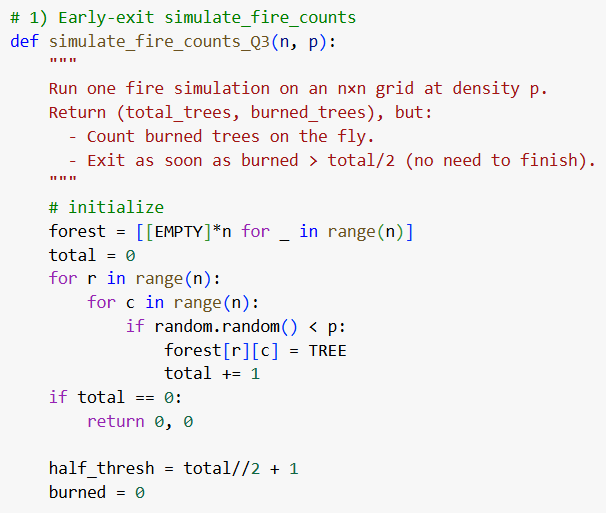 # 1) Early-exit simulate_fire_counts
def simulate_fire_counts_Q3(n, p):
    """
    Run one fire simulation on an n×n grid at density p.
    Return (total_trees, burned_trees), but:
      - Count burned trees on the fly.
      - Exit as soon as burned > total/2 (no need to finish).
    """
    # initialize
    forest = [[EMPTY]*n for _ in range(n)]
    total = 0
    for r in range(n):
        for c in range(n):
            if random.random() < p:
                forest[r][c] = TREE
                total += 1
    if total == 0:
        return 0, 0

    half_thresh = total//2 + 1
    burned = 0